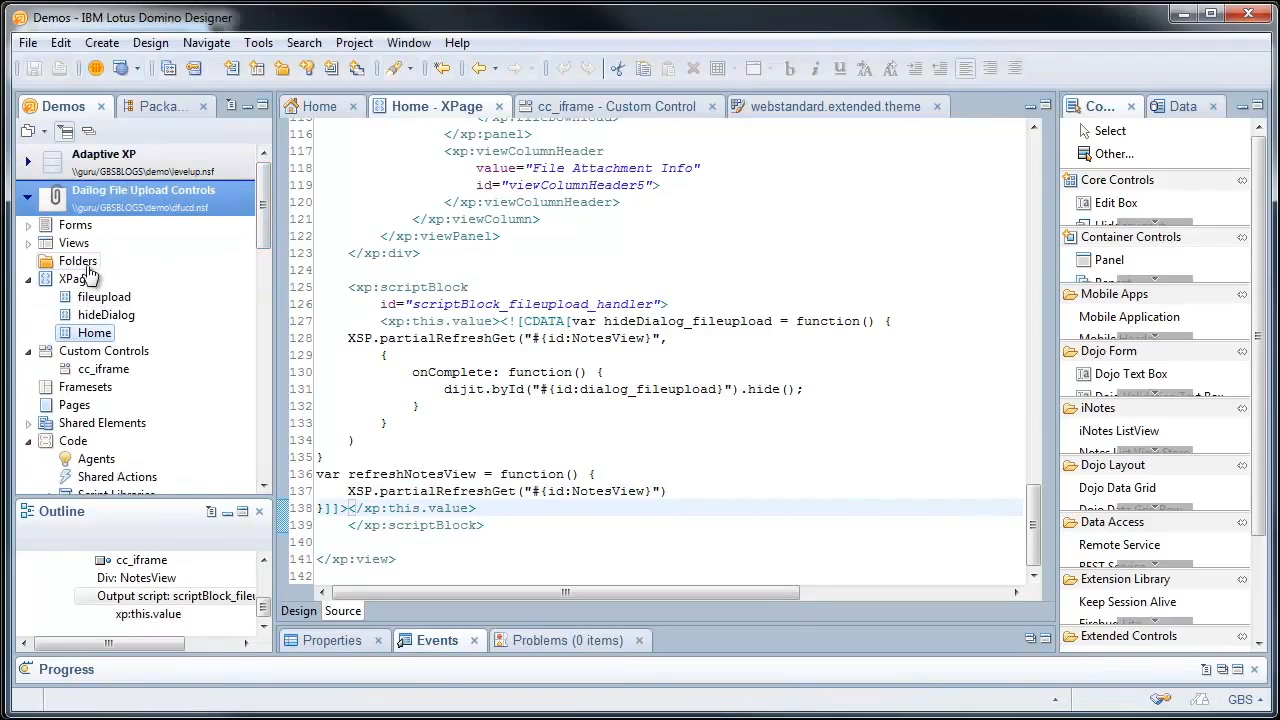 Demos - IBM Lotus Domino Designer
File Edit Create Design Navigate Tools Search Project Window Help
Demos
Packa...
Home
Home - XPage
cc_iframe - Custom Control
webstandard.extended.theme
Co...
Data
Adaptive XP
\\guru/GBSBLOGS\demo\levelup.nsf
Dailog File Upload Controls
\\guru/GBSBLOGS\demo\dfucd.nsf
Forms
Views
Folders
XPag
fileupload
hideDialog
Home
Custom Controls
cc_iframe
Framesets
Pages
Shared Elements
Code
Agents
Shared Actions
Script Libraries
Outline
cc_iframe
Div: NotesView
Output script: scriptBlock_fileu
xp:this.value
116 </xp:panel>
117 <xp:viewColumnHeader
118 value="File Attachment Info"
119 id="viewColumnHeader5">
120 </xp:viewColumnHeader>
121 </xp:viewColumn>
122 </xp:viewPanel>
123 </xp:div>
124
125 <xp:scriptBlock
126 id="scriptBlock_fileupload_handler">
127 <xp:this.value><![CDATA[var hideDialog_fileupload = function() {
128 XSP.partialRefreshGet("#{id:NotesView}",
129 {
130 onComplete: function() {
131 dijit.byId("#{id:dialog_fileupload}").hide();
132 }
133 }
134 )
135 }
136 var refreshNotesView = function() {
137 XSP.partialRefreshGet("#{id:NotesView}")
138 }]]></xp:this.value>
139 </xp:scriptBlock>
140
141 </xp:view>
142
Design Source
Properties
Events
Problems (0 items)
Select
Other...
Core Controls
Edit Box
Container Controls
Panel
Mobile Apps
Mobile Application
Dojo Form
Dojo Text Box
iNotes
iNotes ListView
Dojo Layout
Dojo Data Grid
Data Access
Remote Service
Extension Library
Keep Session Alive
Extended Controls
Progress
GBS